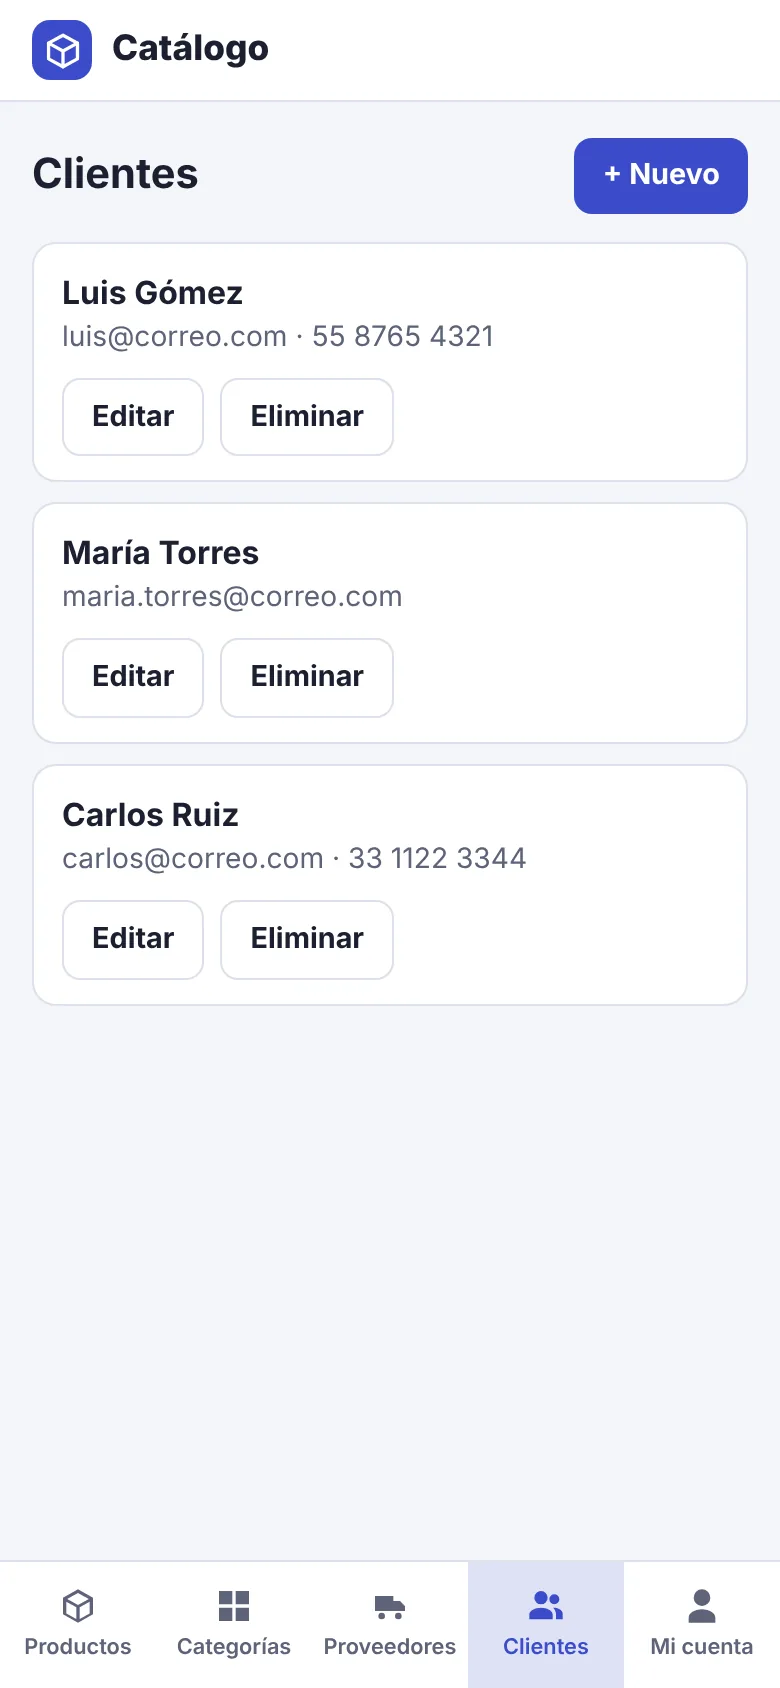 Catálogo
Clientes
+ Nuevo
Luis Gómez
luis@correo.com · 55 8765 4321
Editar
Eliminar
María Torres
maria.torres@correo.com
Editar
Eliminar
Carlos Ruiz
carlos@correo.com · 33 1122 3344
Editar
Eliminar
Productos
Categorías
Proveedores
Clientes
Mi cuenta